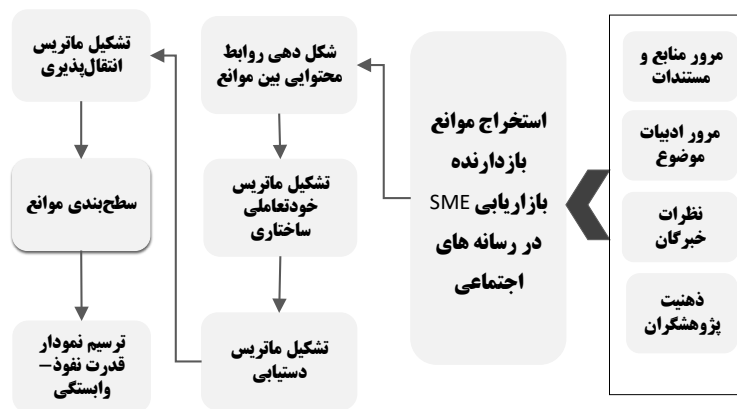 مرور منابع و
مستندات
مرور ادبیات
موضوع
نظرات
خبرگان
ذهنیت
پژوهشگران
استخراج موانع
بازدارنده
بازاریابی SME
در رسانه های
اجتماعی
شکل دهی روابط
محتوایی بین موانع
تشکیل ماتریس
خودتعاملی
ساختاری
تشکیل ماتریس
دستیابی
تشکیل ماتریس
انتقال‌پذیری
سطح‌بندی موانع
ترسیم نمودار
قدرت نفوذ–
وابستگی